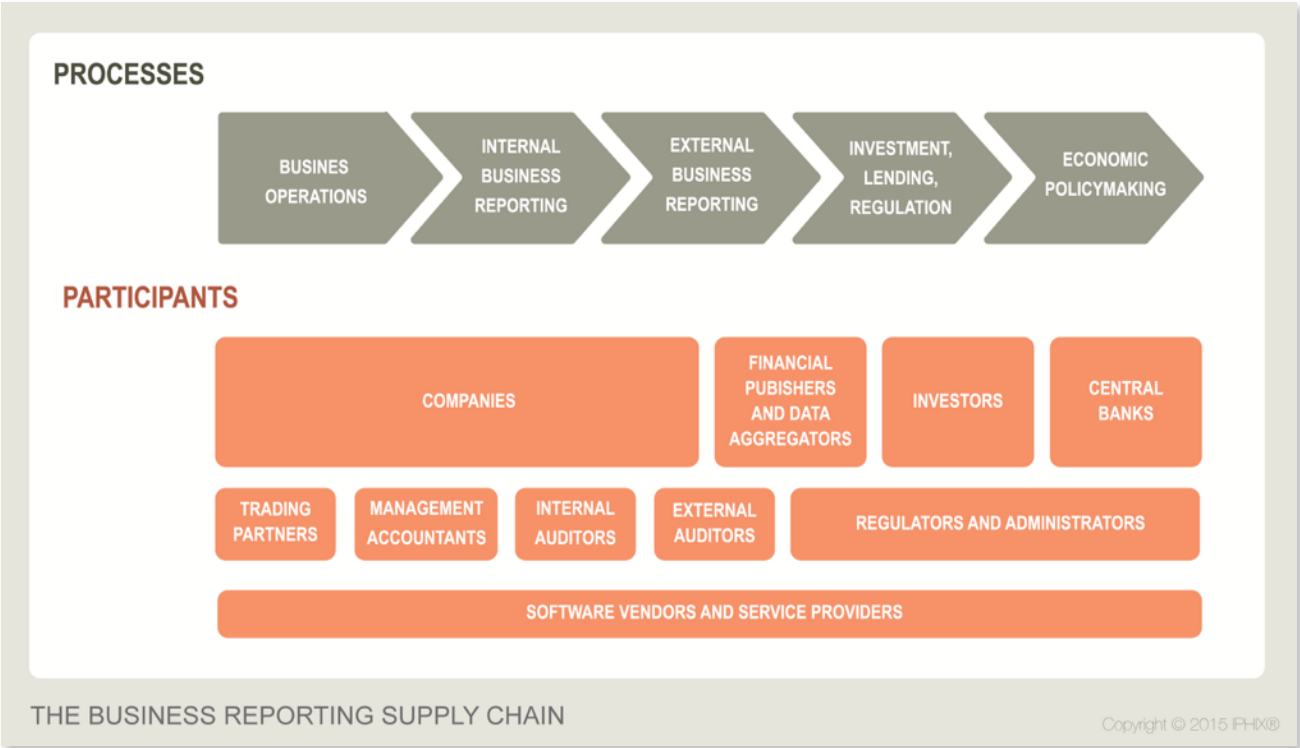 PROCESSES
BUSINES
OPERATIONS
INTERNAL
BUSINESS
REPORTING
EXTERNAL
BUSINESS
REPORTING
INVESTMENT,
LENDING,
REGULATION
ECONOMIC
POLICYMAKING
PARTICIPANTS
COMPANIES
FINANCIAL
PUBISHERS
AND DATA
AGGREGATORS
INVESTORS
CENTRAL
BANKS
TRADING
PARTNERS
MANAGEMENT
ACCOUNTANTS
INTERNAL
AUDITORS
EXTERNAL
AUDITORS
REGULATORS AND ADMINISTRATORS
SOFTWARE VENDORS AND SERVICE PROVIDERS
THE BUSINESS REPORTING SUPPLY CHAIN
Copyright © 2015 IPHIX®